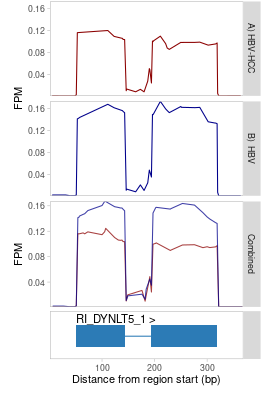 0.16
0.12
0.08
0.04
A) HBV-HCC
FPM
0.16
0.12
0.08
0.04
B) HBV
0.16
0.12
0.08
0.04
Combined
FPM
RI_DYNLT5_1 >
100
200
300
Distance from region start (bp)